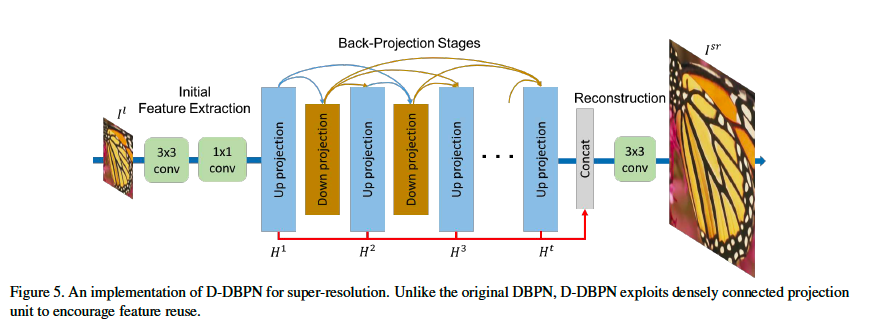 Back-Projection Stages
I^sr
Initial
Feature Extraction
Reconstruction
I^l
3x3
conv
1x1
conv
Up projection
Down projection
Up projection
Down projection
Up projection
. . .
Up projection
Concat
3x3
conv
H^1
H^2
H^3
H^t
Figure 5. An implementation of D-DBPN for super-resolution. Unlike the original DBPN, D-DBPN exploits densely connected projection
unit to encourage feature reuse.